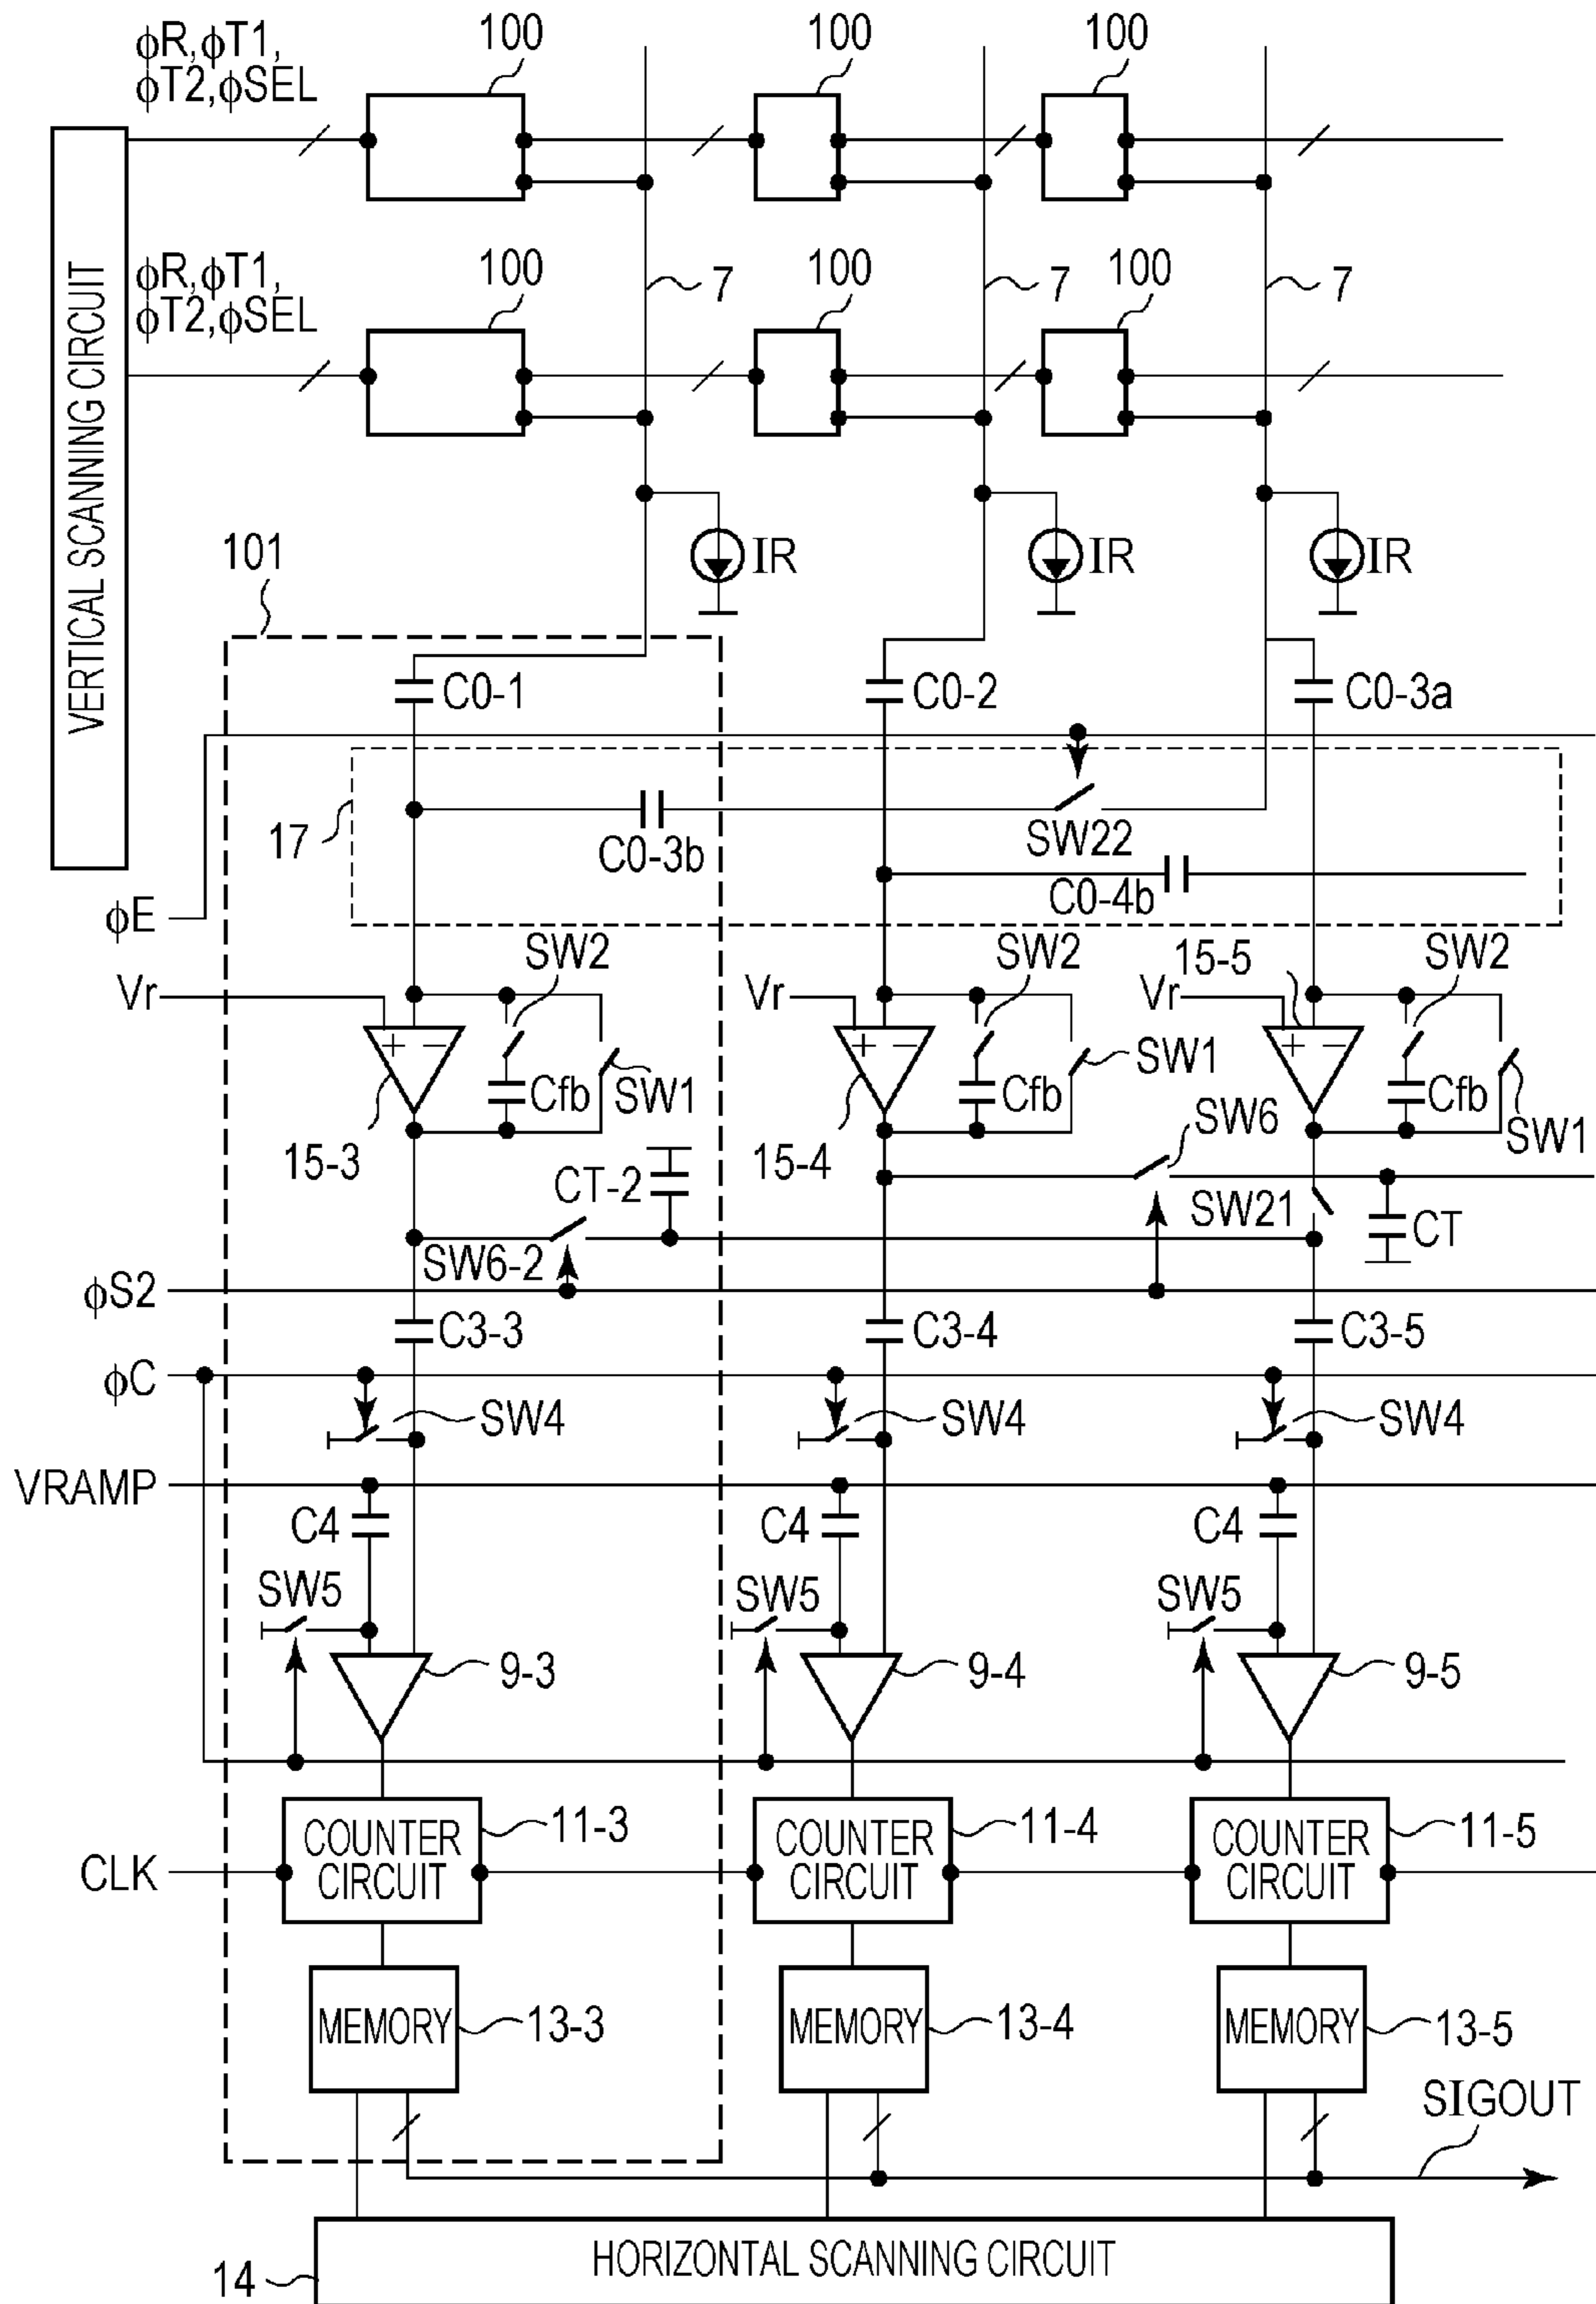 ϕR,ϕT1,
ϕT2,ϕSEL
100
100
100
VERTICAL SCANNING CIRCUIT
ϕR,ϕT1,
ϕT2,ϕSEL
100
7
100
7
100
7
101
IR
IR
IR
C0-1
C0-2
C0-3a
17
C0-3b
SW22
C0-4b
ϕE
Vr
SW2
Vr
SW2
15-5
Vr
SW2
+ −
+ −
+ −
Cfb
SW1
Cfb
SW1
Cfb
SW1
15-3
CT-2
15-4
SW6
SW21
CT
SW6-2
ϕS2
C3-3
C3-4
C3-5
ϕC
SW4
SW4
SW4
VRAMP
C4
C4
C4
SW5
SW5
SW5
9-3
9-4
9-5
COUNTER
CIRCUIT
11-3
COUNTER
CIRCUIT
11-4
COUNTER
CIRCUIT
11-5
CLK
MEMORY
13-3
MEMORY
13-4
MEMORY
13-5
SIGOUT
14
HORIZONTAL SCANNING CIRCUIT